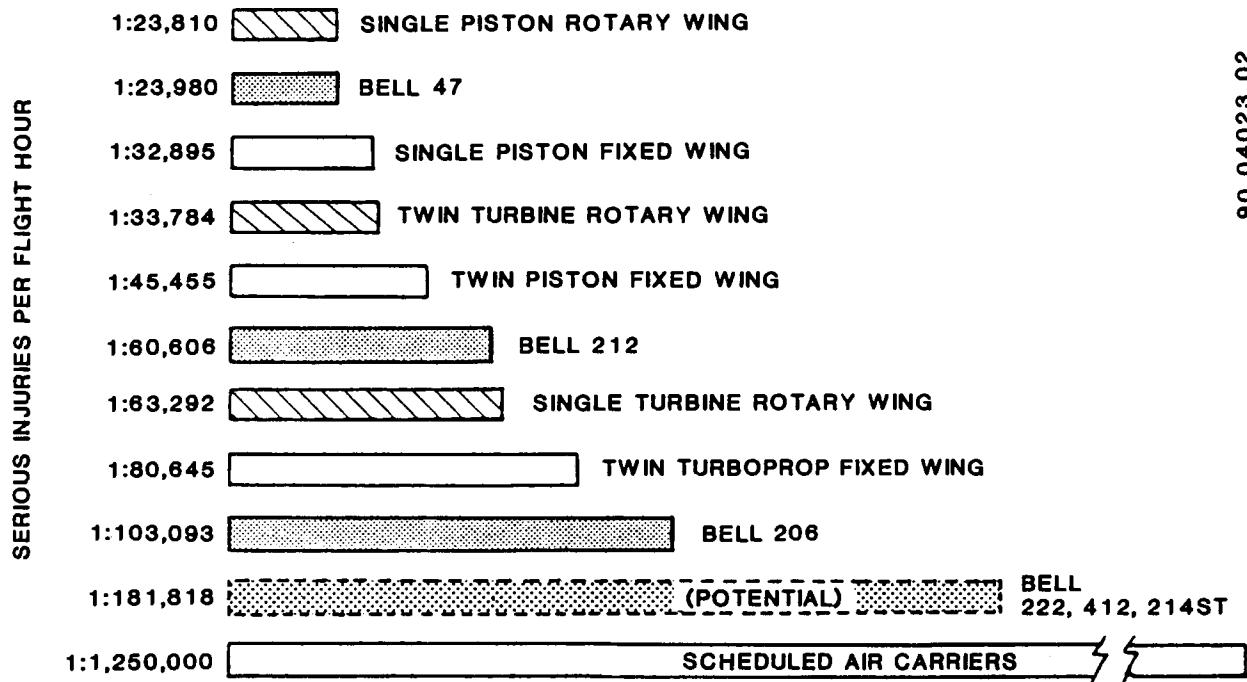 1:23,810 SINGLE PISTON ROTARY WING
1:23,980 BELL 47
1:32,895 SINGLE PISTON FIXED WING
1:33,784 TWIN TURBINE ROTARY WING
1:45,455 TWIN PISTON FIXED WING
1:60,606 BELL 212
1:63,292 SINGLE TURBINE ROTARY WING
1:80,645 TWIN TURBOPROP FIXED WING
1:103,093 BELL 206
1:181,818 (POTENTIAL) BELL
222, 412, 214ST
1:1,250,000 SCHEDULED AIR CARRIERS
SERIOUS INJURIES PER FLIGHT HOUR
90 04023 02